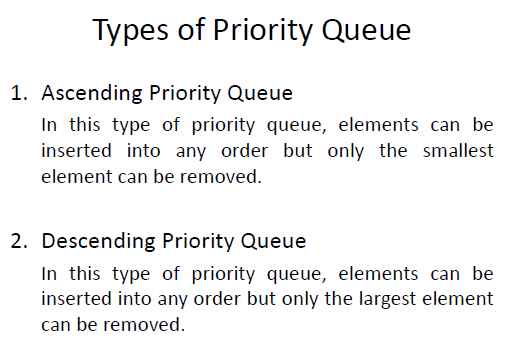 Types of Priority Queue
1. Ascending Priority Queue
In this type of priority queue, elements can be
inserted into any order but only the smallest
element can be removed.
2. Descending Priority Queue
In this type of priority queue, elements can be
inserted into any order but only the largest element
can be removed.